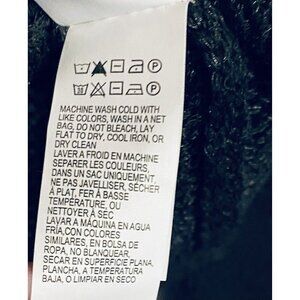 MACHINE WASH COLD WITH
LIKE COLORS, WASH IN A NET
BAG, DO NOT BLEACH, LAY
FLAT TO DRY, COOL IRON, OR
DRY CLEAN
LAVER A FROID EN MACHINE
SEPARER LES COULEURS,
DANS UN SAC UNIQUEMENT,
NE PAS JAVELLISER, SÉCHER
À PLAT, FER À BASSE
TEMPÉRATURE, OU
NETTOYER À SEC
LAVAR A MÁQUINA EN AGUA
FRÍA,CON COLORES
SIMILARES, EN BOLSA DE
ROPA, NO BLANQUEAR,
SECAR EN SUPERFICIE PLANA,
PLANCHA, A TEMPERATURA
BAJA, O LIMPIAR EN SECO